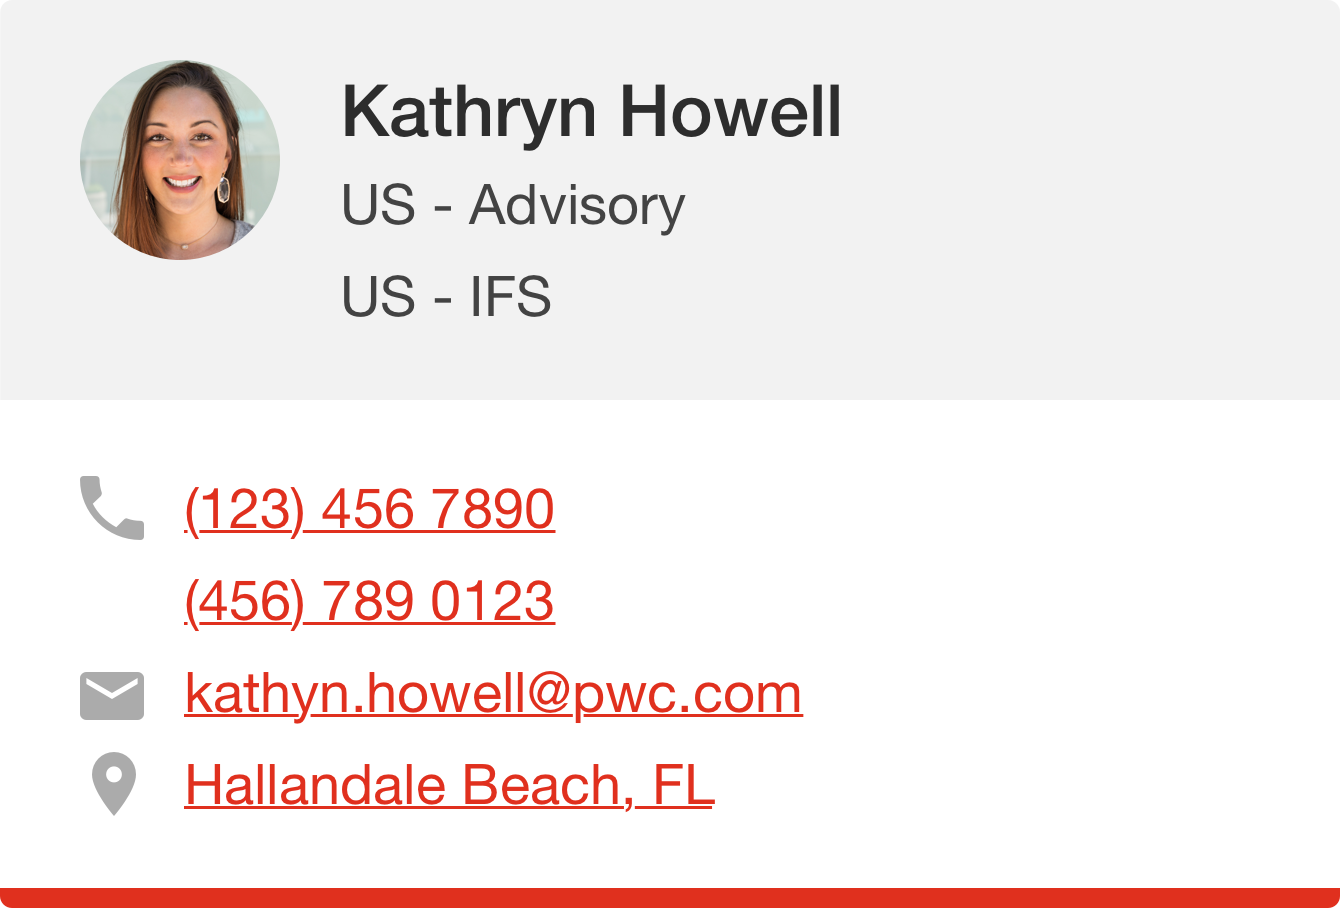 Kathryn Howell
US - Advisory
US - IFS
(123) 456 7890
(456) 789 0123
kathyn.howell@pwc.com
Hallandale Beach, FL